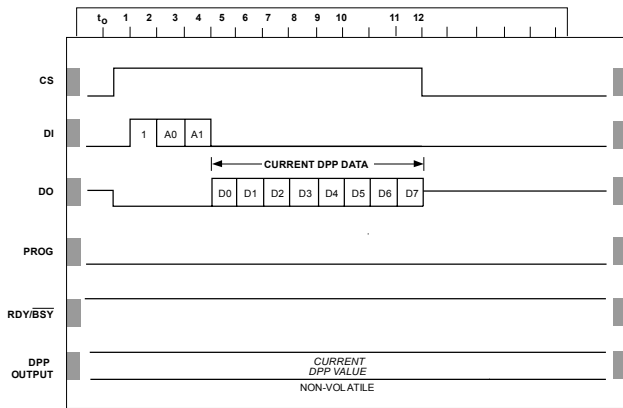 to 1 2 3 4 5 6 7 8 9 10 11 12
CS
DI 1 A0 A1
CURRENT DPP DATA
DO D0 D1 D2 D3 D4 D5 D6 D7
PROG
RDY/BSY
DPP
OUTPUT
CURRENT
DPP VALUE
NON-VOLATILE